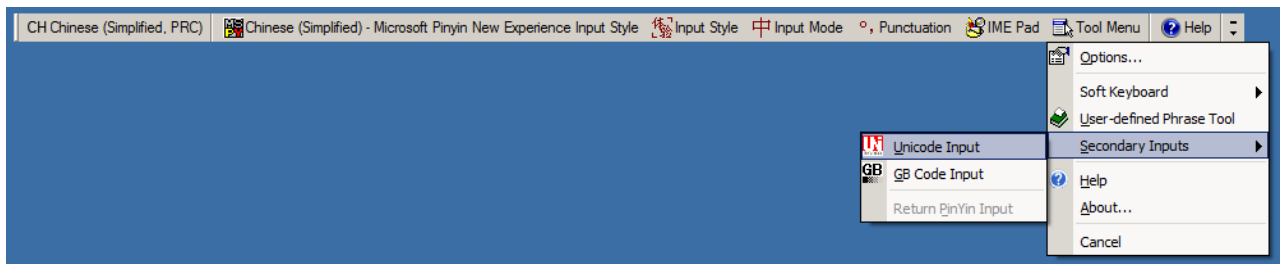 CH Chinese (Simplified, PRC) Chinese (Simplified) - Microsoft Pinyin New Experience Input Style Input Style 中 Input Mode °, Punctuation IME Pad Tool Menu Help
Options...
Soft Keyboard
User-defined Phrase Tool
Secondary Inputs
Help
About...
Cancel
Unicode Input
GB GB Code Input
Return PinYin Input